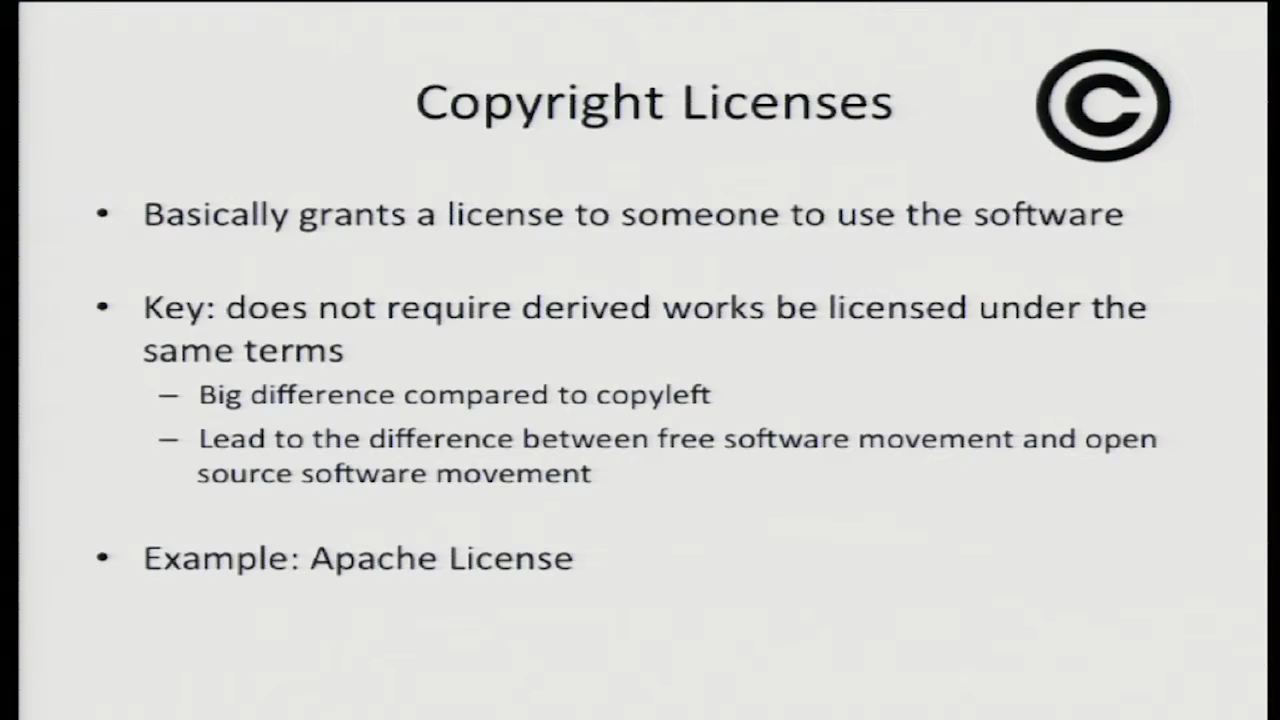 Copyright Licenses
©
• Basically grants a license to someone to use the software
• Key: does not require derived works be licensed under the
same terms
– Big difference compared to copyleft
– Lead to the difference between free software movement and open
source software movement
• Example: Apache License